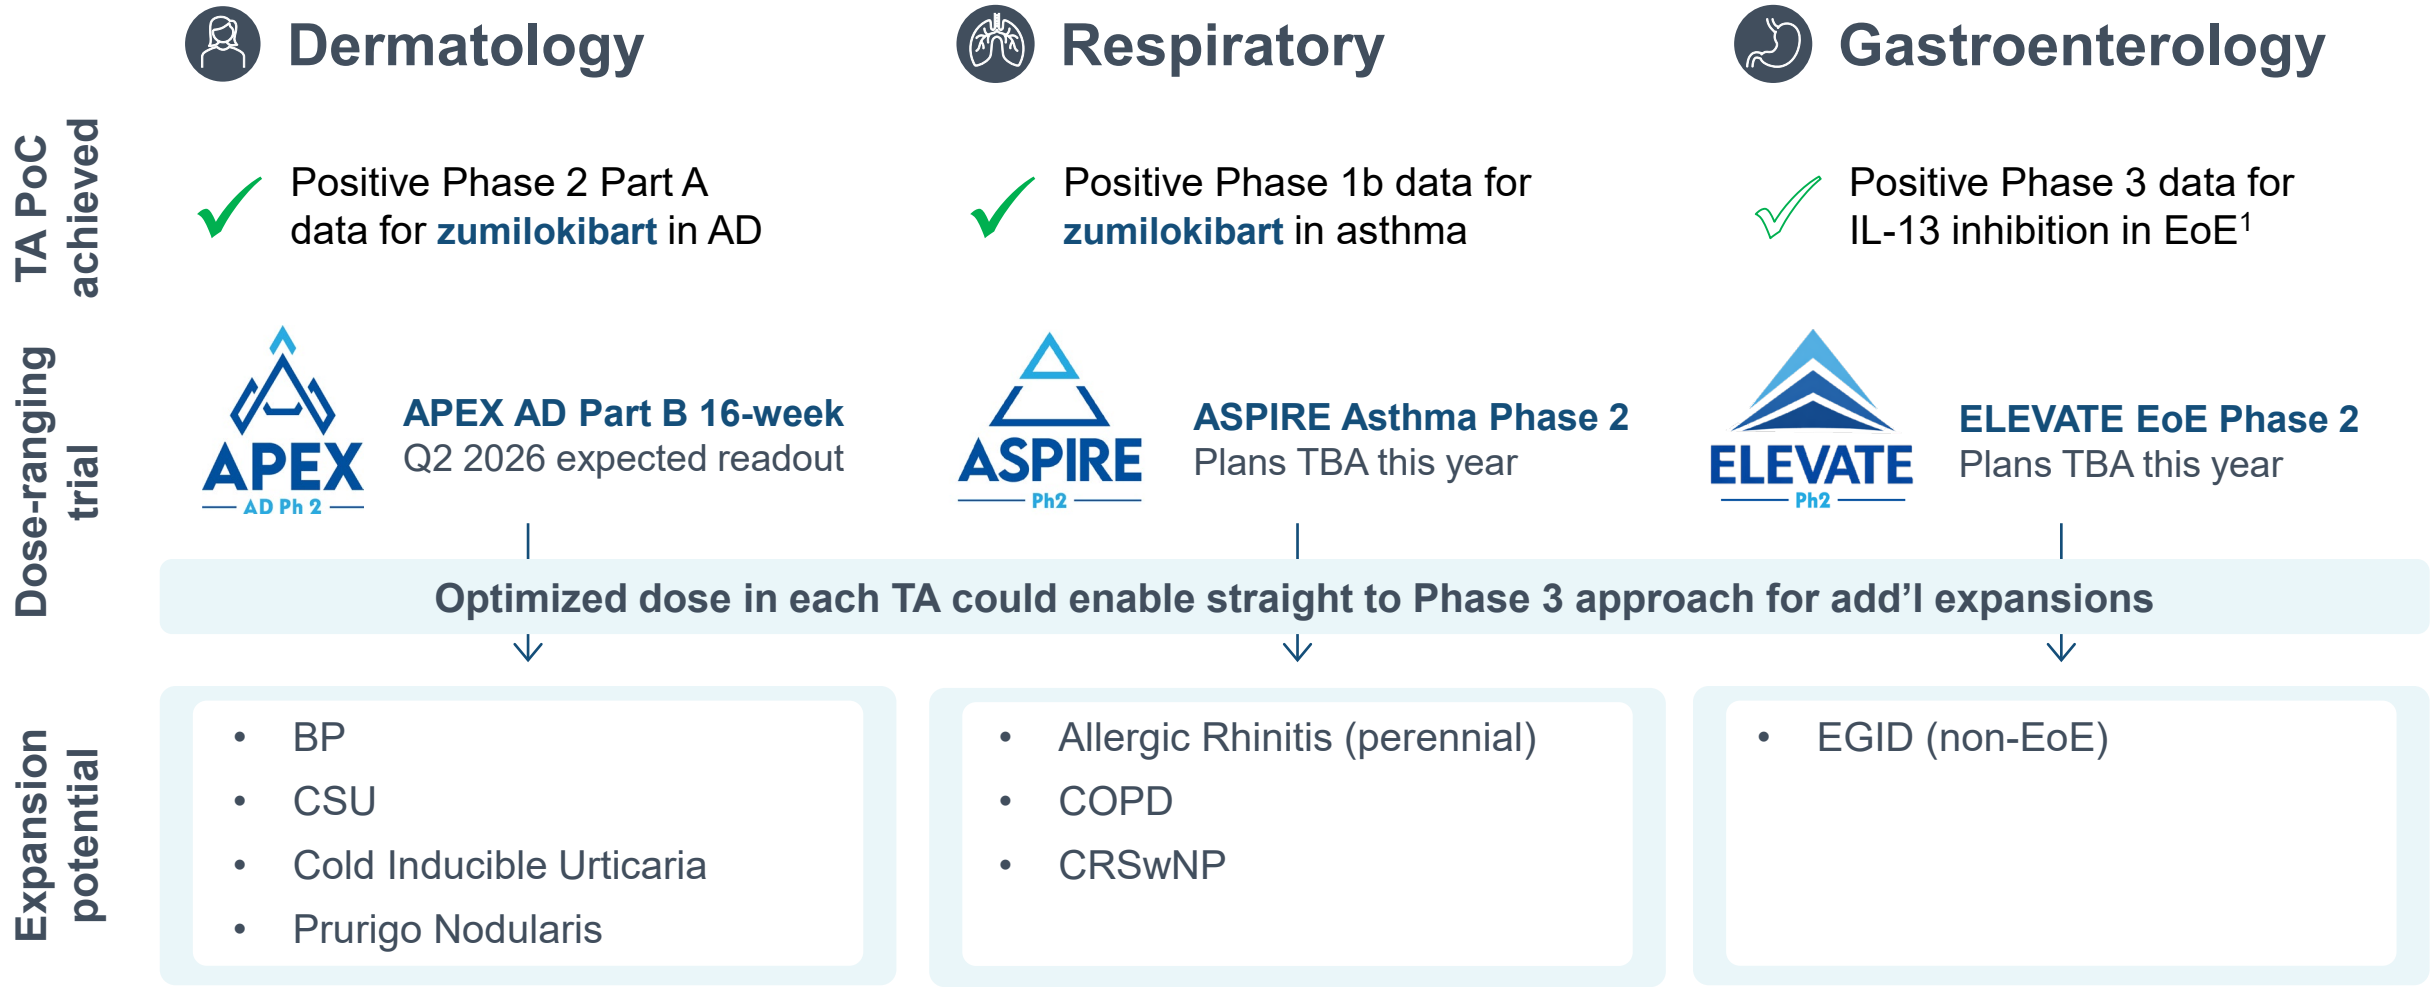 Dermatology
Respiratory
Gastroenterology
TA PoC
achieved
Positive Phase 2 Part A
data for zumilokibart in AD
Positive Phase 1b data for
zumilokibart in asthma
Positive Phase 3 data for
IL-13 inhibition in EoE¹
Dose-ranging
trial
APEX
AD Ph 2
APEX AD Part B 16-week
Q2 2026 expected readout
ASPIRE
Ph2
ASPIRE Asthma Phase 2
Plans TBA this year
ELEVATE
Ph2
ELEVATE EoE Phase 2
Plans TBA this year
Optimized dose in each TA could enable straight to Phase 3 approach for add’l expansions
Expansion
potential
• BP
• CSU
• Cold Inducible Urticaria
• Prurigo Nodularis
• Allergic Rhinitis (perennial)
• COPD
• CRSwNP
• EGID (non-EoE)